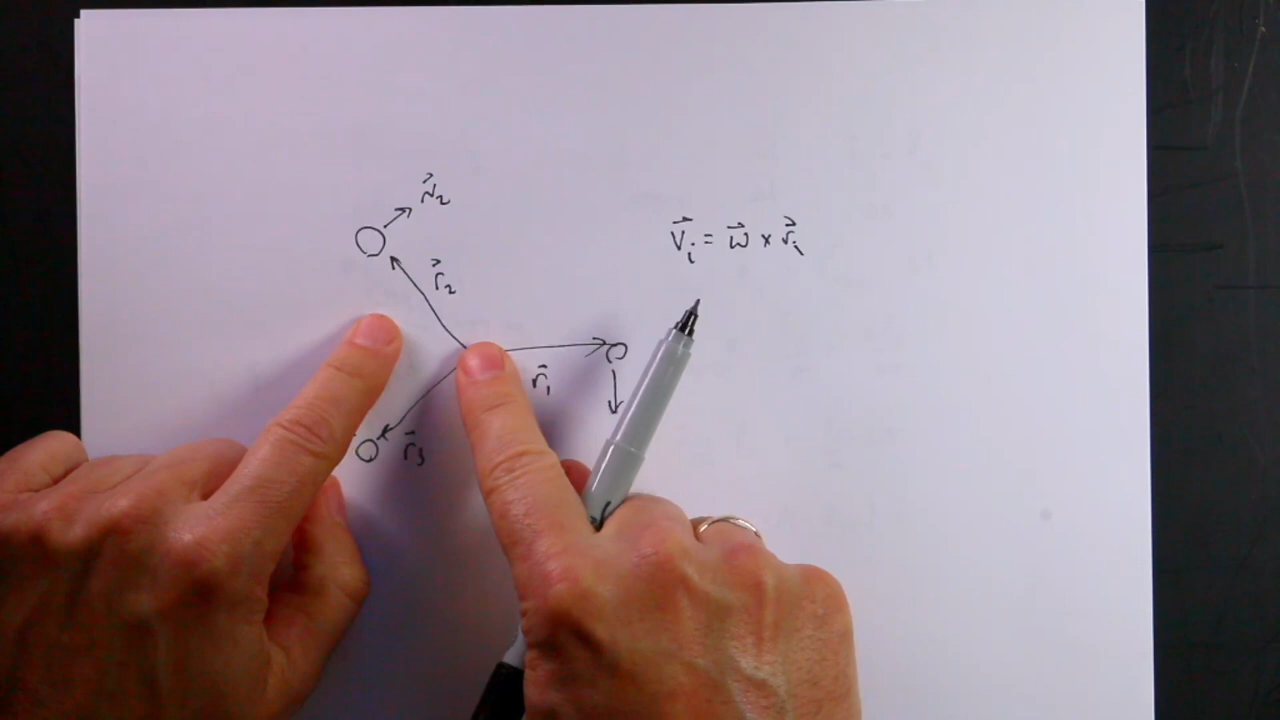 v⃗₂
r⃗₂
v⃗ᵢ = ω⃗ × r⃗ᵢ
r⃗₁
r⃗₃